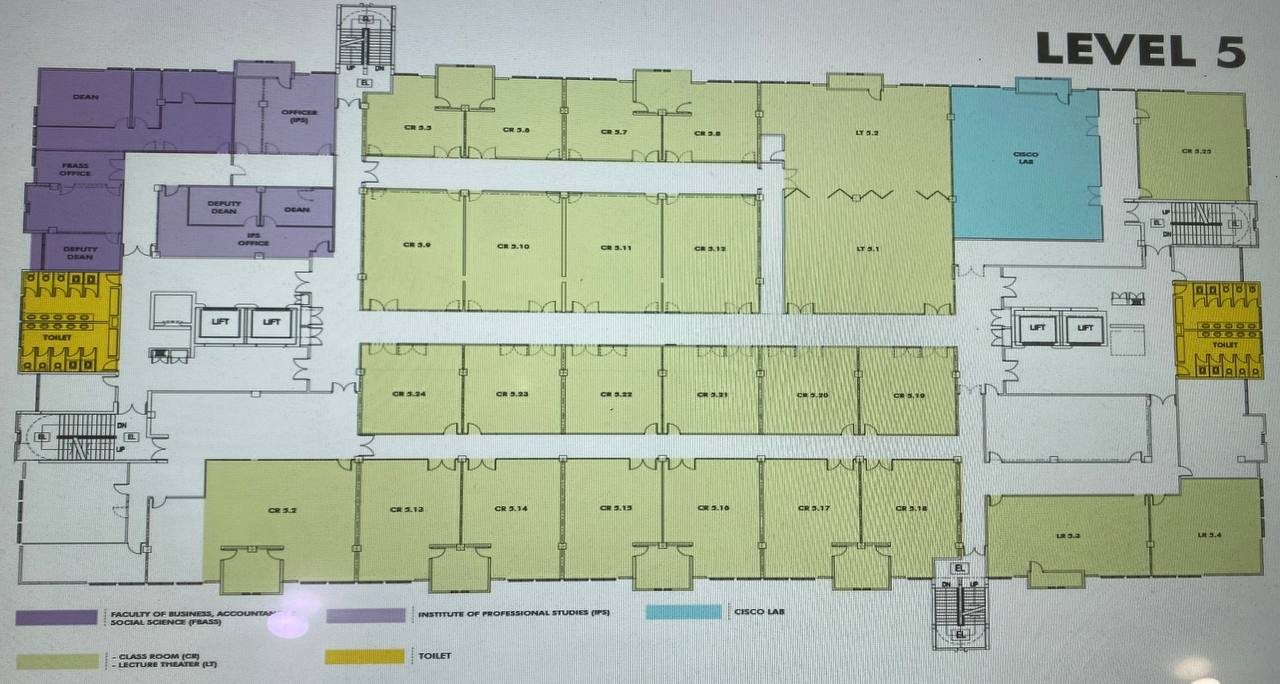 LEVEL 5
EL
UP DN
EL
DEAN
OFFICER
(IPS)
CR 5.5
CR 5.6
CR 5.7
CR 5.8
LT 5.2
CISCO
LAB
CR 5.25
FBASS
OFFICE
DEPUTY
DEAN
DEAN
IPS
OFFICE
DEPUTY
DEAN
CR 5.9
CR 5.10
CR 5.11
CR 5.12
LT 5.1
UP
EL
EL
DN
TOILET
LIFT
LIFT
LIFT
LIFT
TOILET
CR 5.24
CR 5.23
CR 5.22
CR 5.21
CR 5.20
CR 5.19
DN
EL
EL
UP
CR 5.2
CR 5.13
CR 5.14
CR 5.15
CR 5.16
CR 5.17
CR 5.18
LR 5.3
LR 5.4
EL
DN UP
EL
FACULTY OF BUSINESS, ACCOUNTAN
SOCIAL SCIENCE (FBASS)
INSTITUTE OF PROFESSIONAL STUDIES (IPS)
CISCO LAB
- CLASS ROOM (CR)
- LECTURE THEATER (LT)
TOILET